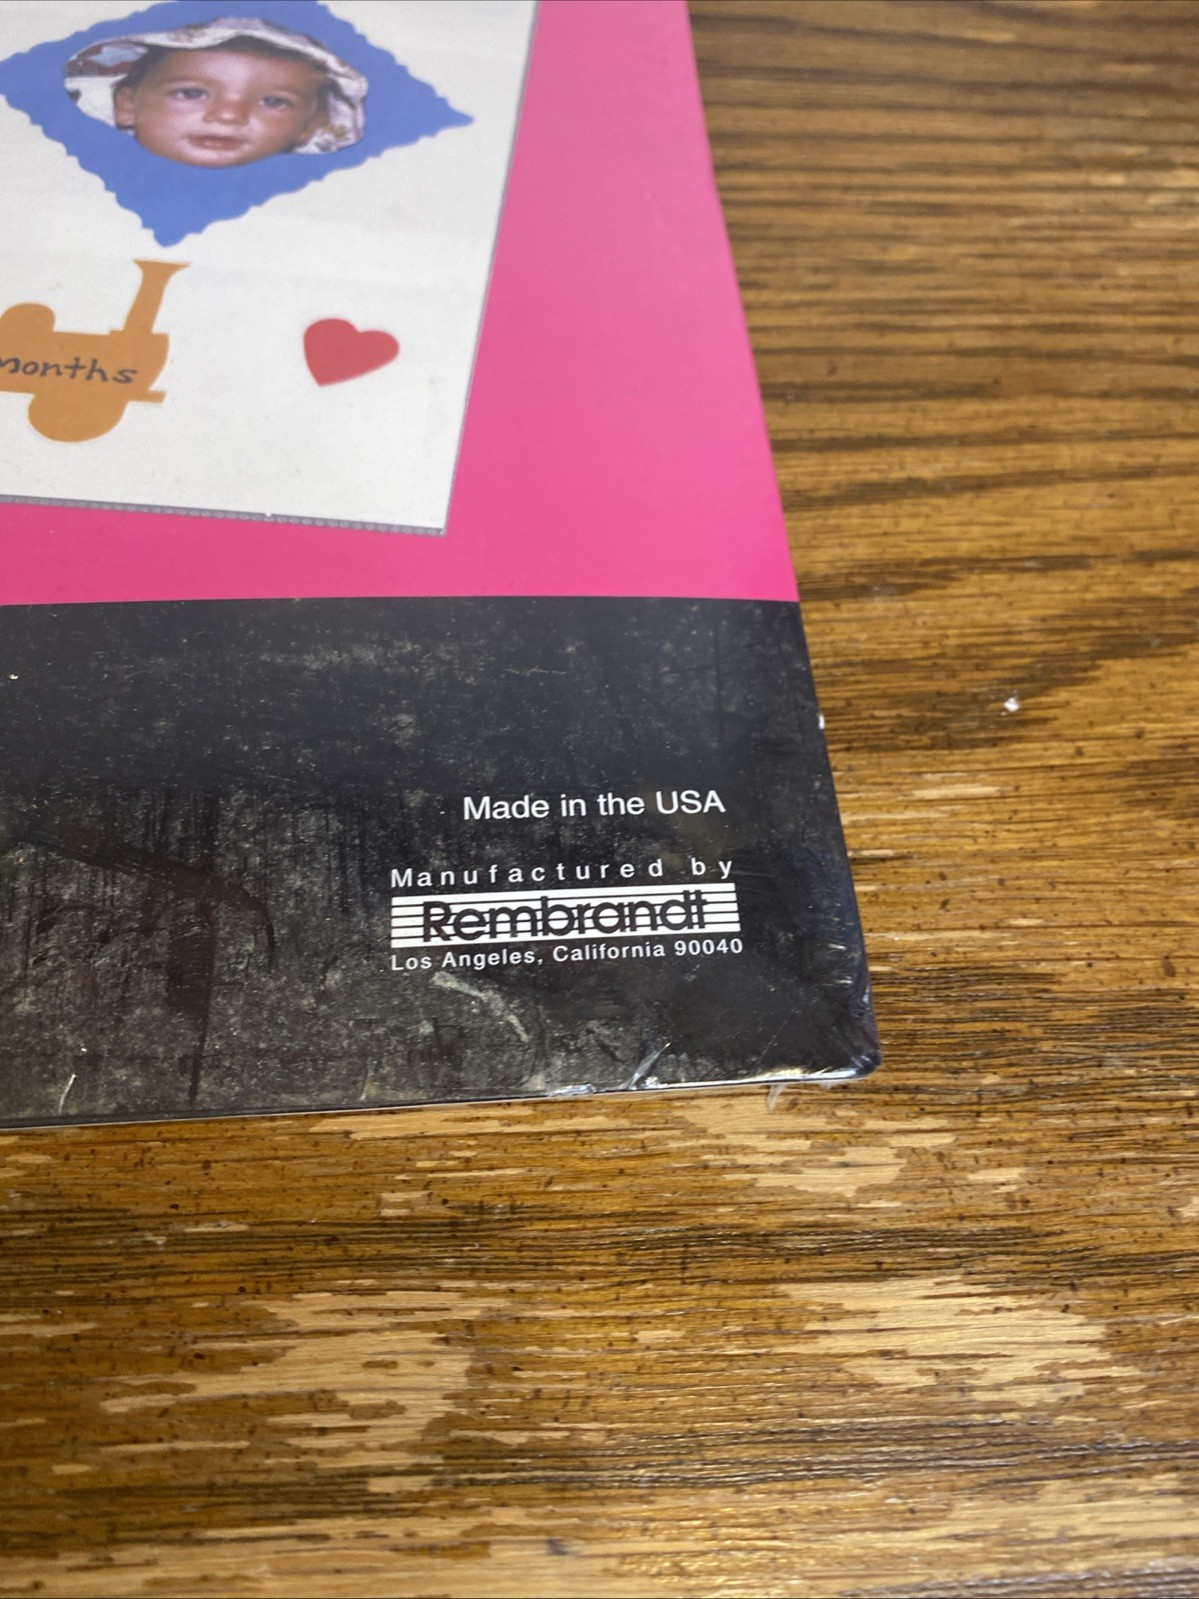 months
Made in the USA
Manufactured by
Rembrandt
Los Angeles, California 90040